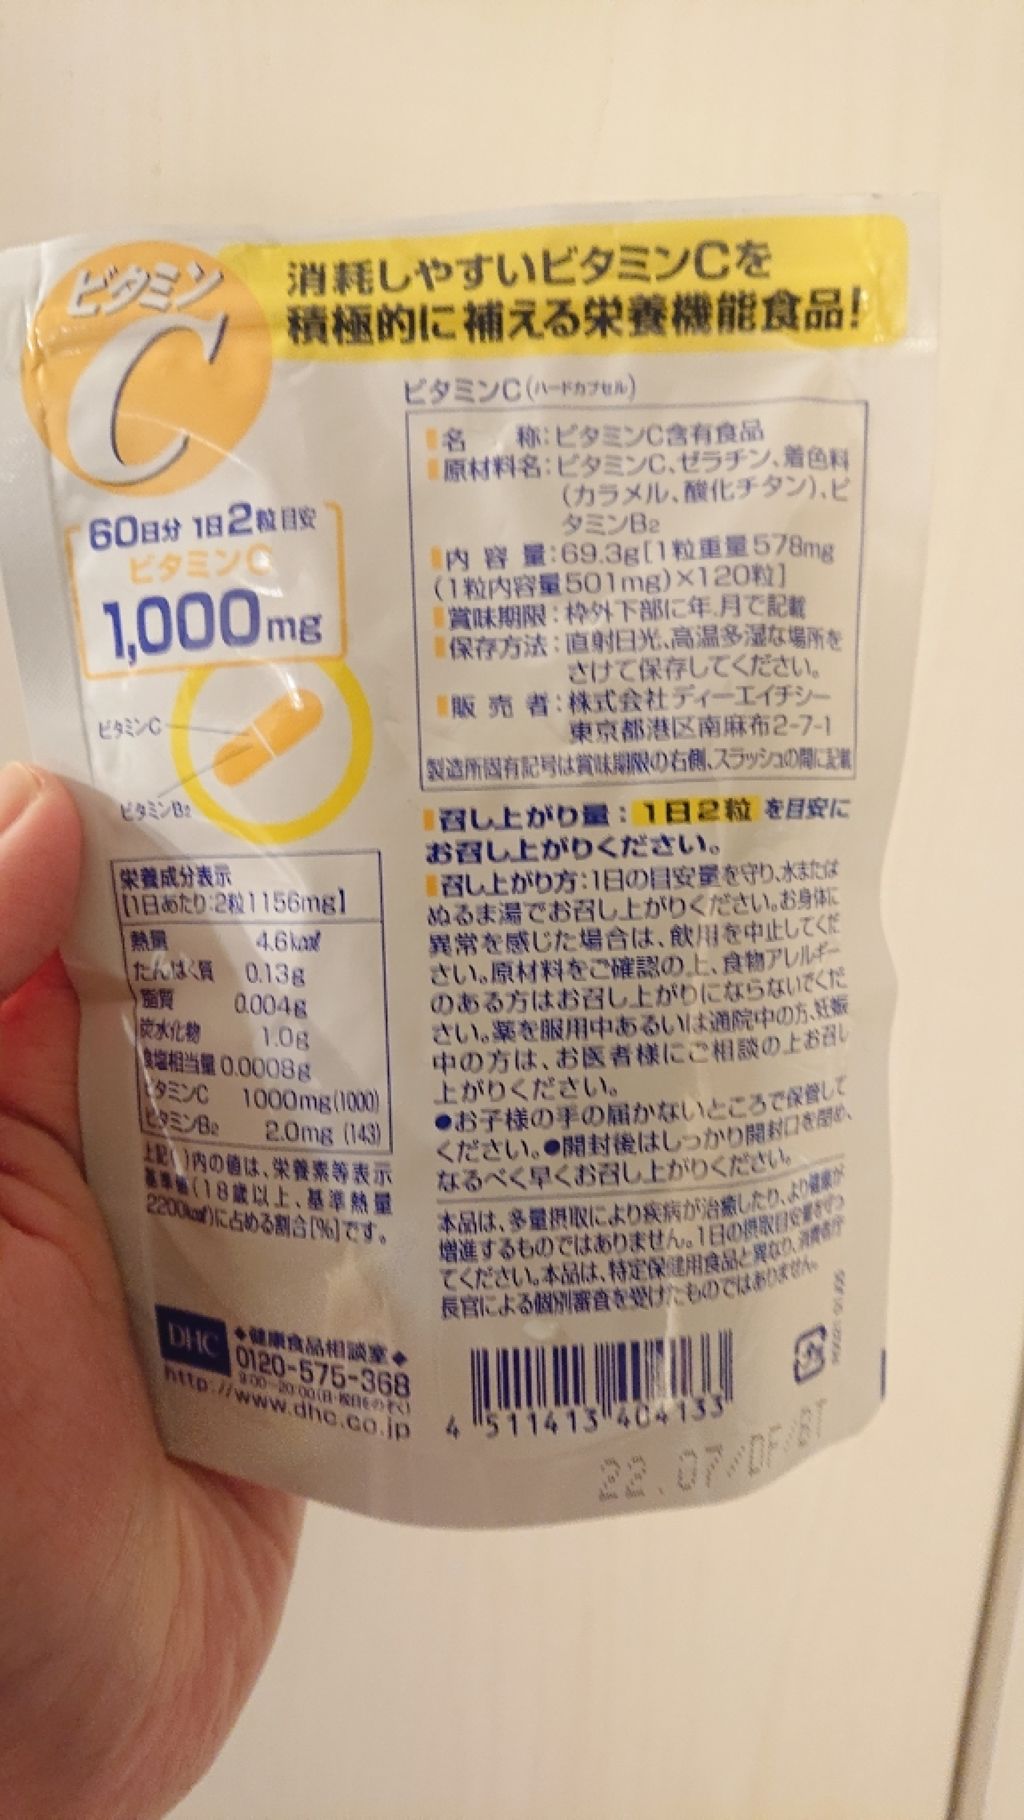 ビタミン
C
消耗しやすいビタミンCを
積極的に補える栄養機能食品!
60日分 1日2粒目安
ビタミンC
1,000mg
ビタミンC
ビタミンB2
ビタミンC(ハードカプセル)
名 称:ビタミンC含有食品
原材料名:ビタミンC、ゼラチン、着色料
(カラメル、酸化チタン)、ビ
タミンB2
内 容 量:69.3g[1粒重量578mg
(1粒内容量501mg)×120粒]
賞味期限:枠外下部に年.月で記載
保存方法:直射日光、高温多湿な場所を
さけて保存してください。
販 売 者:株式会社 ディーエイチシー
東京都港区南麻布2-7-1
製造所固有記号は賞味期限の右側、スラッシュの間に記載
召し上がり量:1日2粒を目安に
お召し上がりください。
召し上がり方:1日の目安量を守り、水または
ぬるま湯でお召し上がりください。お身体に
異常を感じた場合は、飲用を中止してくだ
さい。原材料をご確認の上、食物アレルギー
のある方はお召し上がりにならないでくだ
さい。薬を服用中あるいは通院中の方、妊娠
中の方は、お医者様にご相談の上お召し
上がりください。
●お子様の手の届かないところで保管して
ください。●開封後はしっかり開封口を閉め、
なるべく早くお召し上がりください。
本品は、多量摂取により疾病が治癒したり、より健康が
増進するものではありません。1日の摂取目安量を守っ
てください。本品は、特定保健用食品と異なり、消費者庁
長官による個別審査を受けたものではありません。
栄養成分表示
[1日あたり:2粒1156mg]
熱量 4.6kcal
たんぱく質 0.13g
脂質 0.004g
炭水化物 1.0g
食塩相当量 0.0008g
ビタミンC 1000mg(1000)
ビタミンB2 2.0mg (143)
上記( )内の値は、栄養素等表示
基準値(18歳以上、基準熱量
2200kcal)に占める割合[%]です。
DHC
◆健康食品相談室◆
0120-575-368
9:00~20:00(日・祝日をのぞく)
http://www.dhc.co.jp
4 511413 404133
22.07//DF/